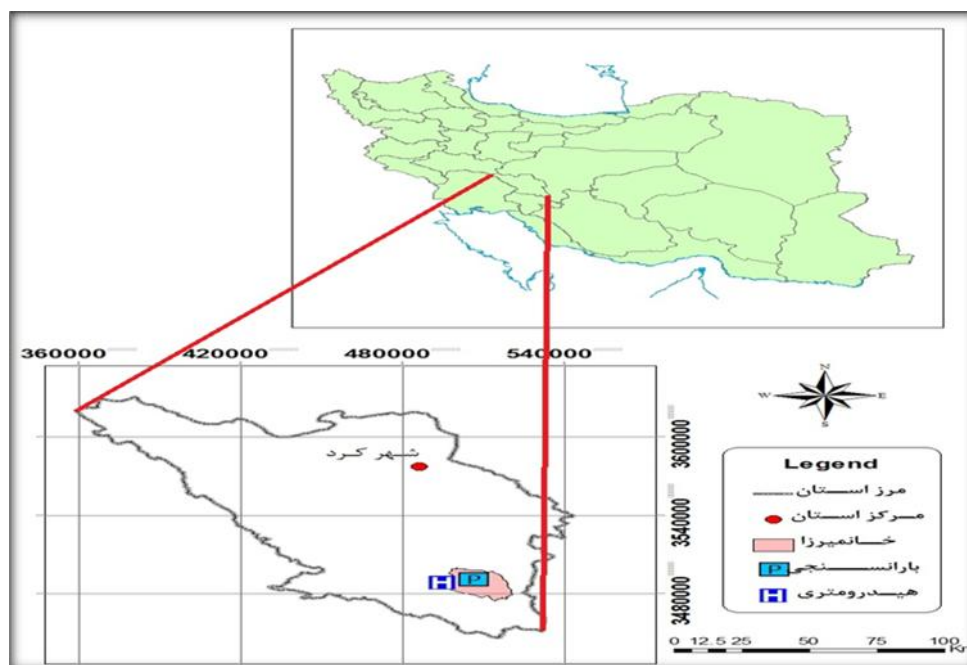 360000 420000 480000 540000
N
W E
S
3600000
3540000
3480000
شهر کرد
P
H
Legend
مرز استان
مرکز استان
خانمیرزا
P بارانسنجی
H هیدرومتری
0 12.5 25 50 75 100
Km